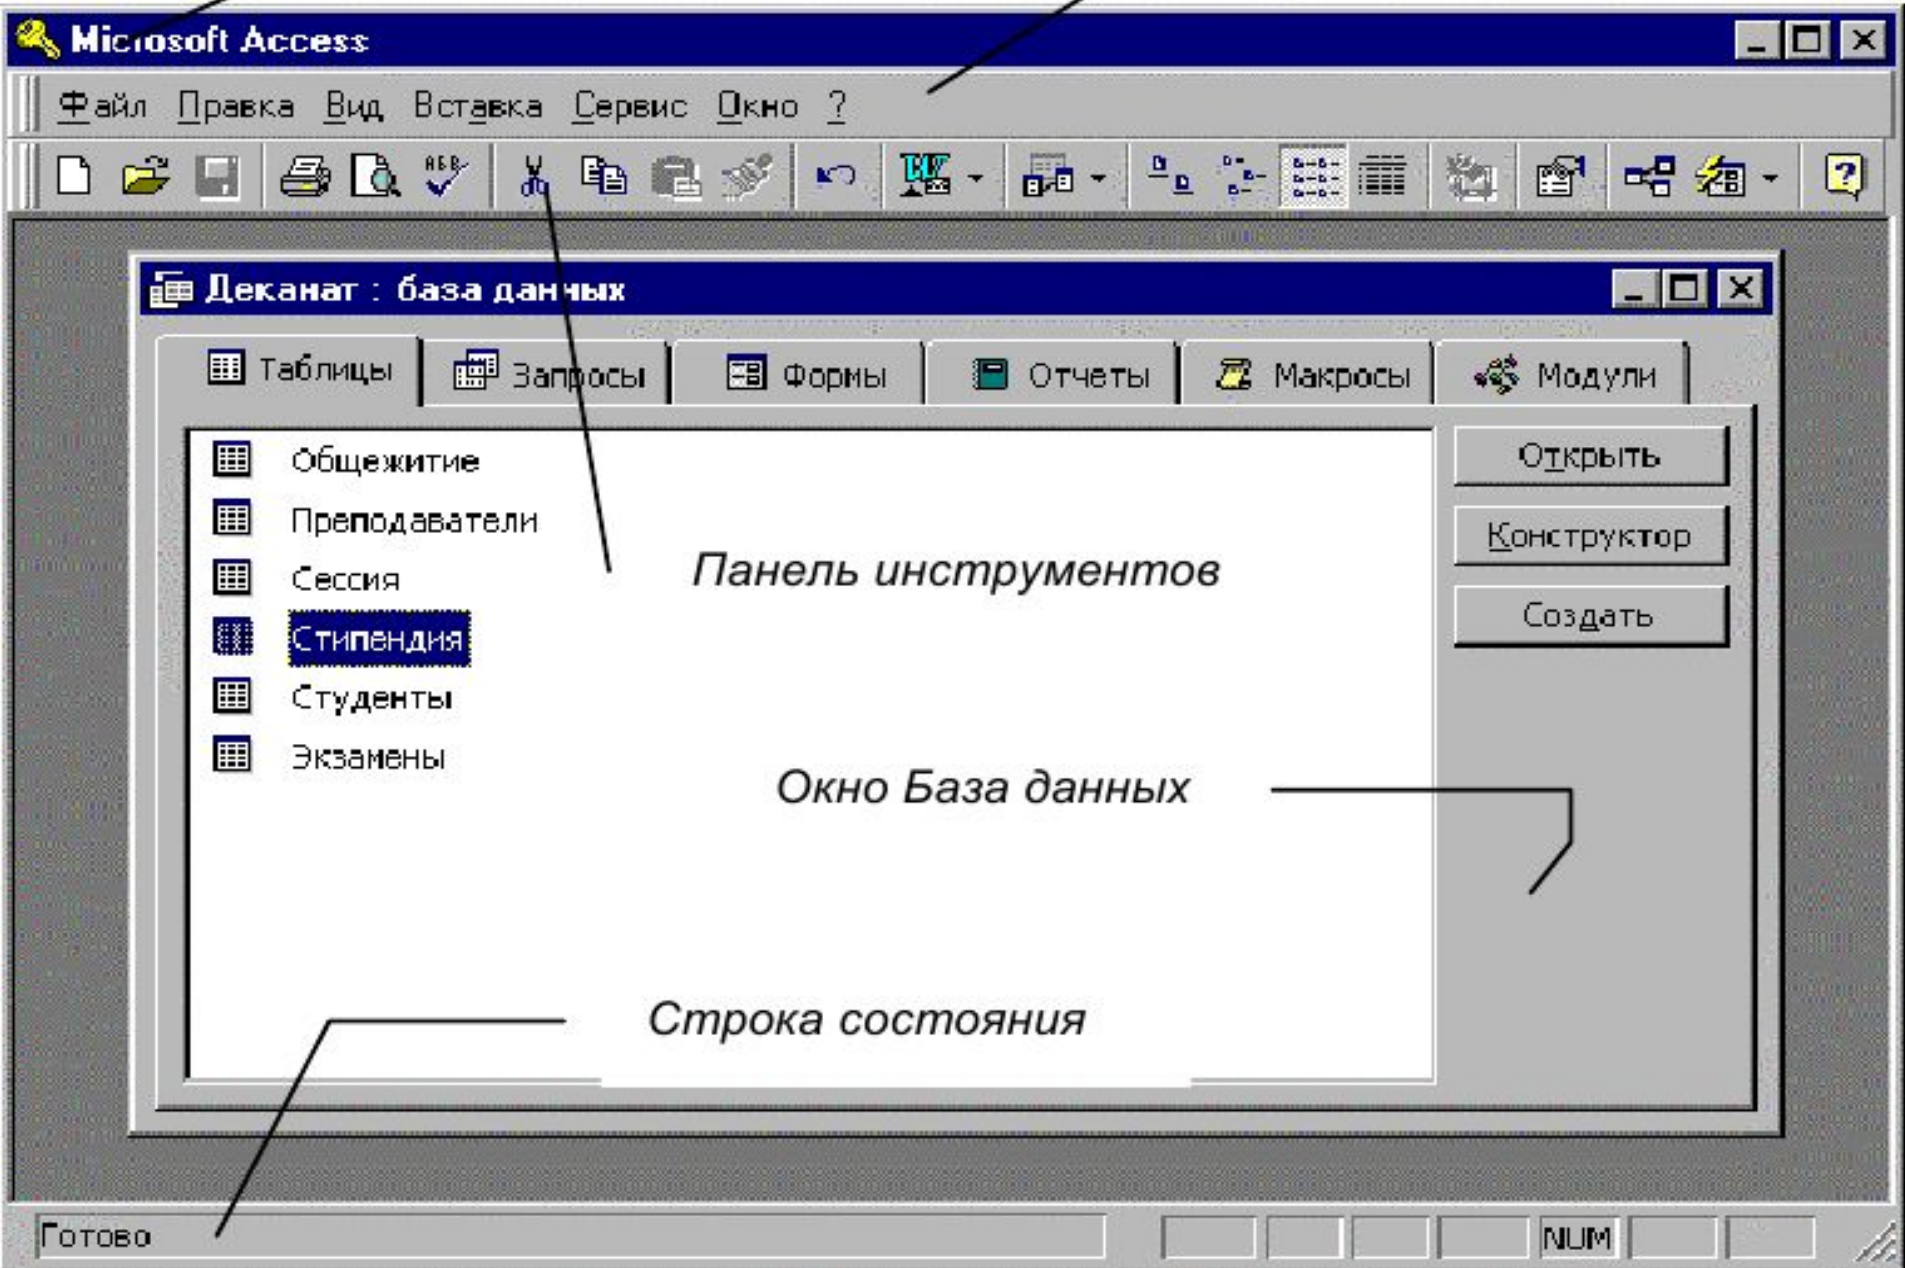 Microsoft Access
Файл Правка Вид Вставка Сервис Окно ?
Деканат : база данных
Таблицы Запросы Формы Отчеты Макросы Модули
Общежитие
Преподаватели
Сессия
Стипендия
Студенты
Экзамены
Открыть
Конструктор
Создать
Панель инструментов
Окно База данных
Строка состояния
Готово NUM